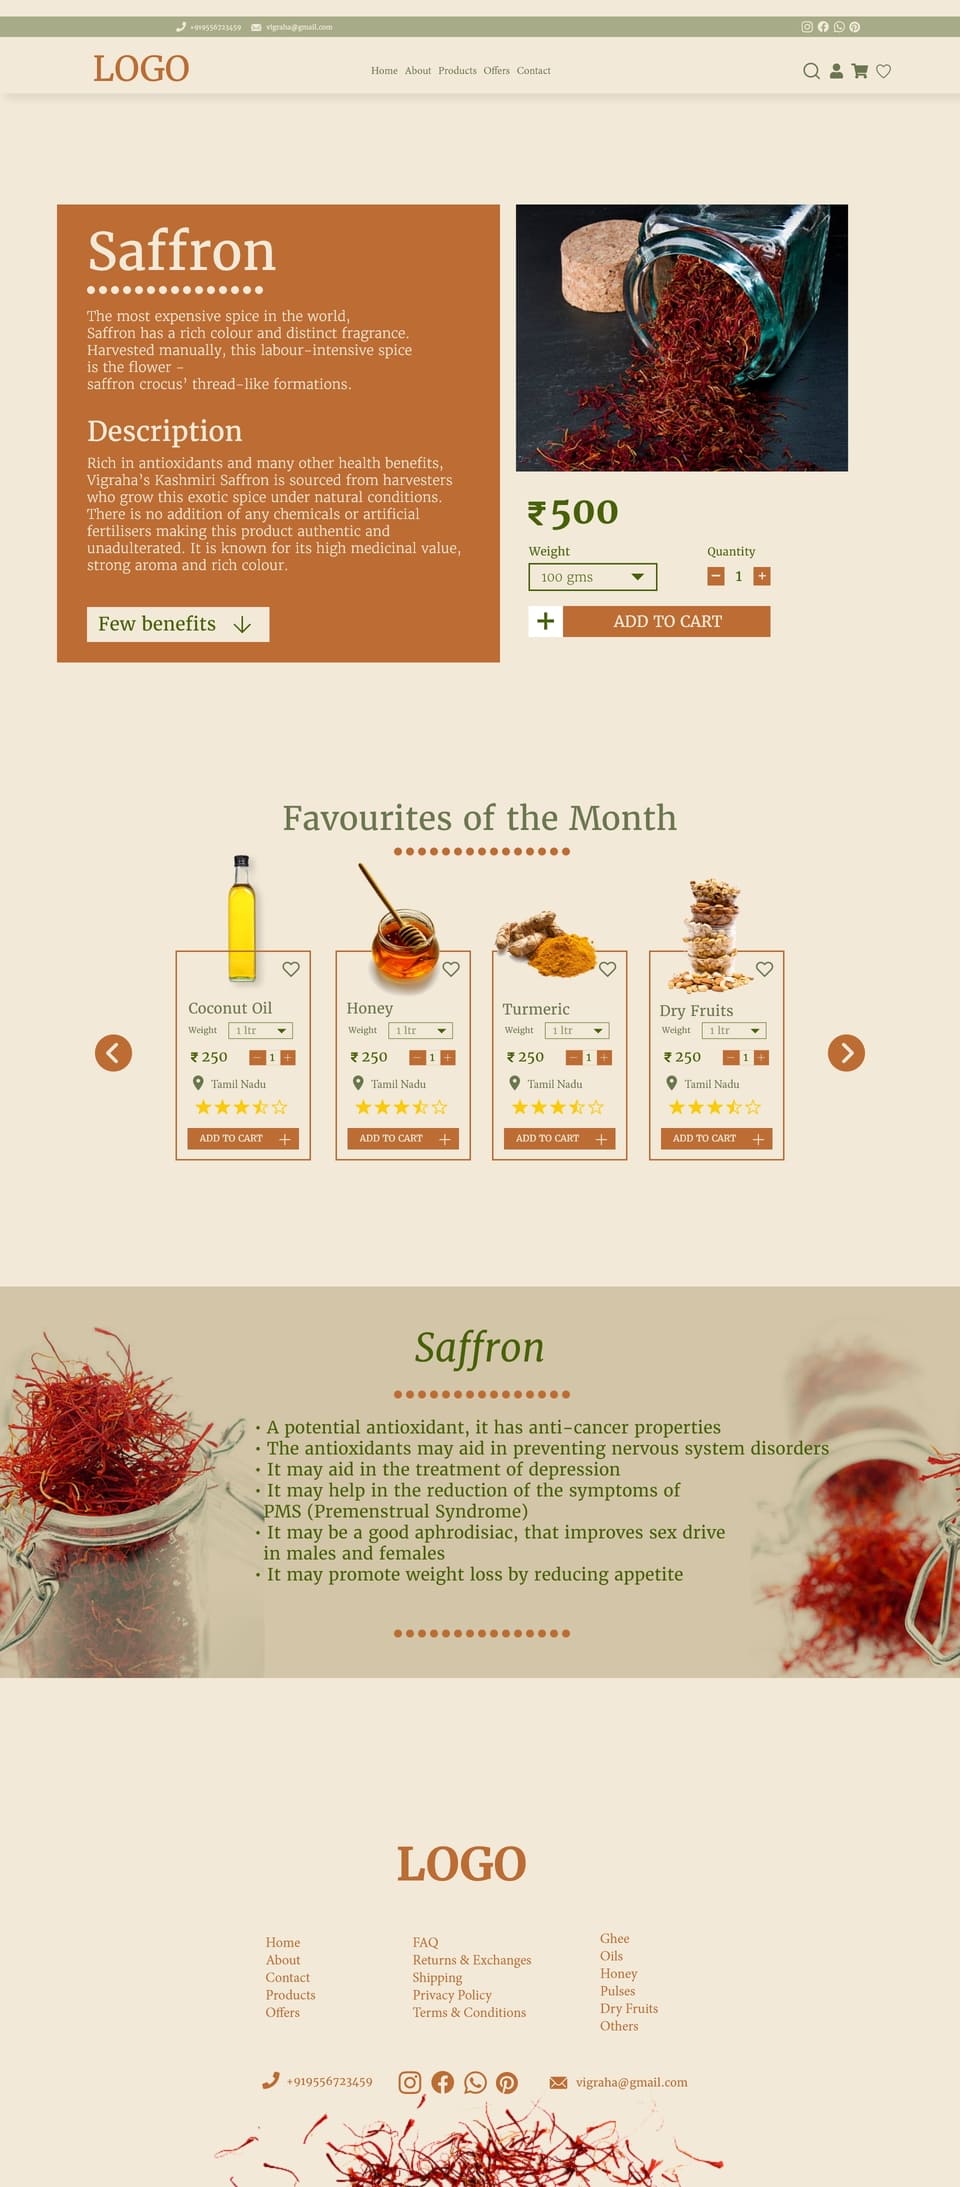 +919556723459 vigraha@gmail.com
LOGO
Home About Products Offers Contact
Saffron
The most expensive spice in the world,
Saffron has a rich colour and distinct fragrance.
Harvested manually, this labour-intensive spice
is the flower -
saffron crocus' thread-like formations.
Description
Rich in antioxidants and many other health benefits,
Vigraha's Kashmiri Saffron is sourced from harvesters
who grow this exotic spice under natural conditions.
There is no addition of any chemicals or artificial
fertilisers making this product authentic and
unadulterated. It is known for its high medicinal value,
strong aroma and rich colour.
Few benefits
₹500
Weight Quantity
100 gms − 1 +
+ ADD TO CART
Favourites of the Month
Coconut Oil
Weight 1 ltr
₹ 250 − 1 +
Tamil Nadu
ADD TO CART +
Honey
Weight 1 ltr
₹ 250 − 1 +
Tamil Nadu
ADD TO CART +
Turmeric
Weight 1 ltr
₹ 250 − 1 +
Tamil Nadu
ADD TO CART +
Dry Fruits
Weight 1 ltr
₹ 250 − 1 +
Tamil Nadu
ADD TO CART +
Saffron
• A potential antioxidant, it has anti-cancer properties
• The antioxidants may aid in preventing nervous system disorders
• It may aid in the treatment of depression
• It may help in the reduction of the symptoms of
PMS (Premenstrual Syndrome)
• It may be a good aphrodisiac, that improves sex drive
in males and females
• It may promote weight loss by reducing appetite
LOGO
Home
About
Contact
Products
Offers
FAQ
Returns & Exchanges
Shipping
Privacy Policy
Terms & Conditions
Ghee
Oils
Honey
Pulses
Dry Fruits
Others
+919556723459 vigraha@gmail.com